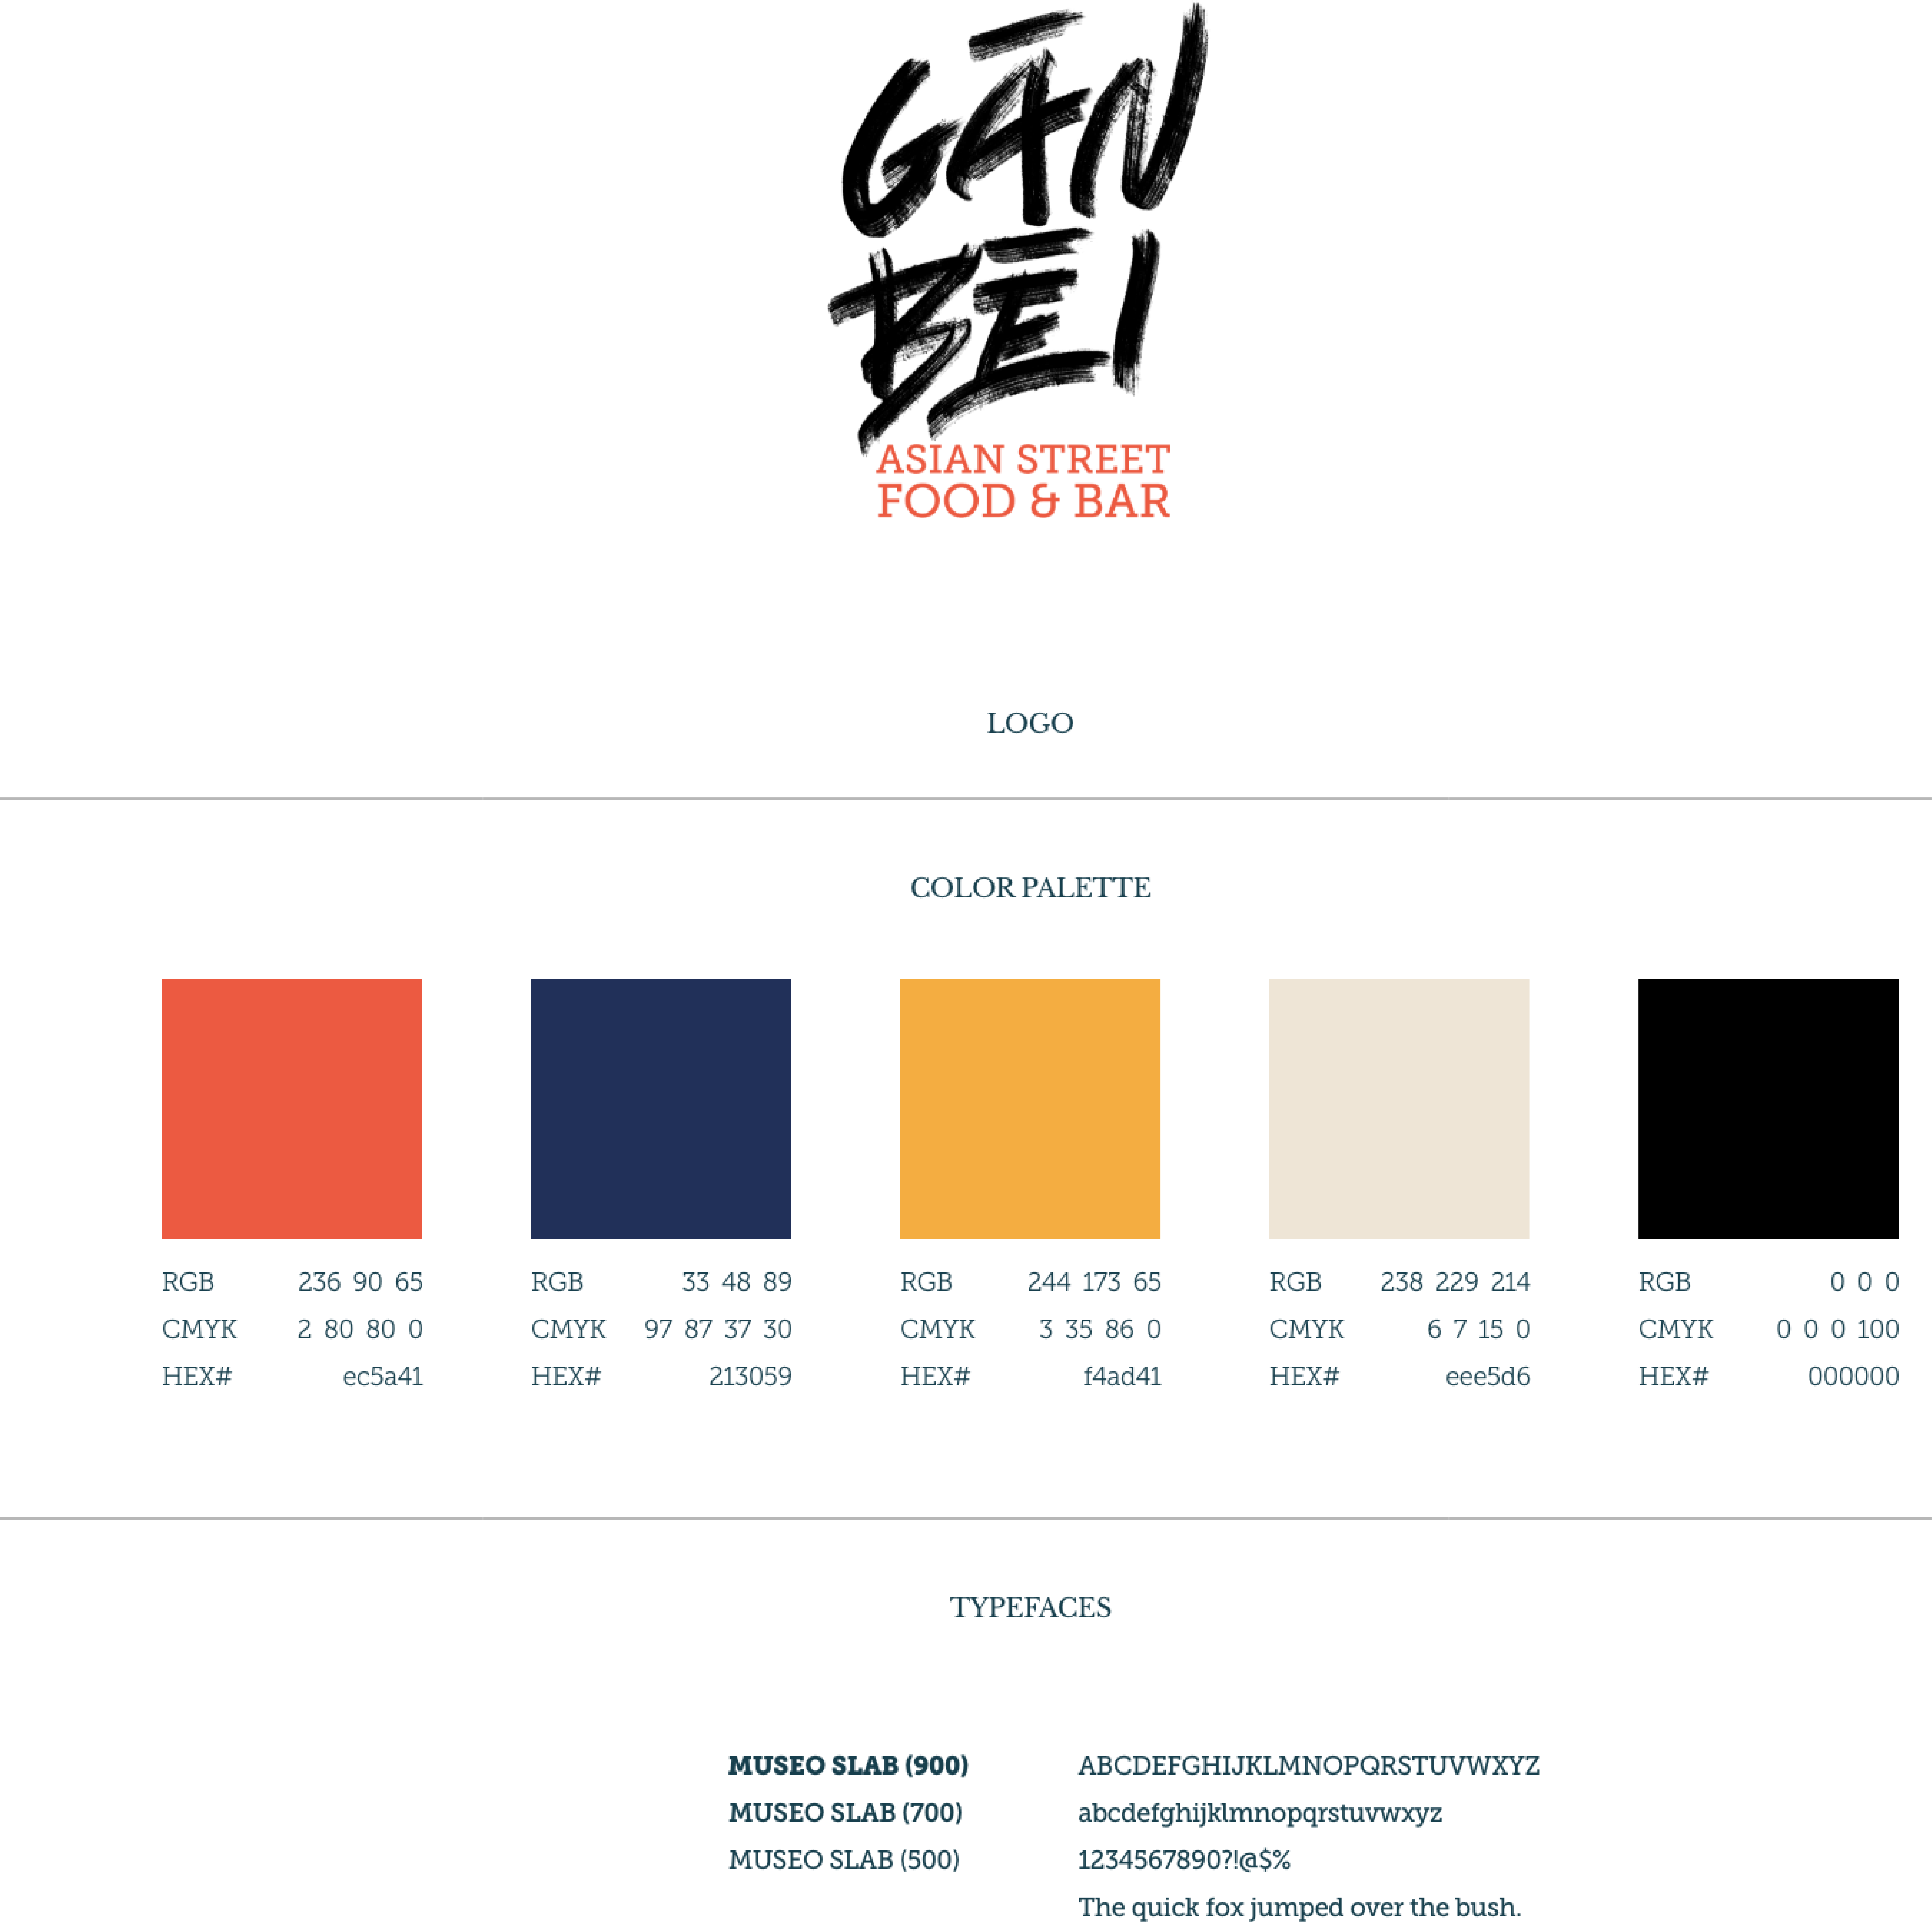 GĀN
BĒI
ASIAN STREET
FOOD & BAR
LOGO
COLOR PALETTE
RGB 236 90 65
CMYK 2 80 80 0
HEX# ec5a41
RGB 33 48 89
CMYK 97 87 37 30
HEX# 213059
RGB 244 173 65
CMYK 3 35 86 0
HEX# f4ad41
RGB 238 229 214
CMYK 6 7 15 0
HEX# eee5d6
RGB 0 0 0
CMYK 0 0 0 100
HEX# 000000
TYPEFACES
MUSEO SLAB (900)
MUSEO SLAB (700)
MUSEO SLAB (500)
ABCDEFGHIJKLMNOPQRSTUVWXYZ
abcdefghijklmnopqrstuvwxyz
1234567890?!@$%
The quick fox jumped over the bush.